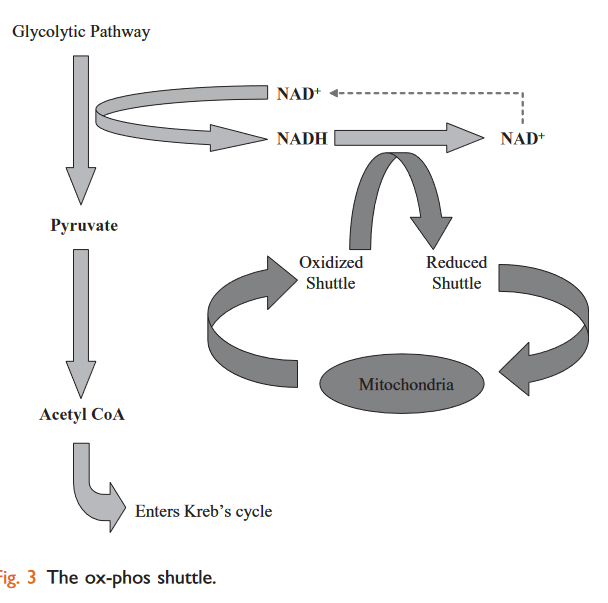 Glycolytic Pathway
NAD+
NADH
NAD+
Pyruvate
Oxidized
Shuttle
Reduced
Shuttle
Mitochondria
Acetyl CoA
Enters Kreb's cycle
Fig. 3 The ox-phos shuttle.